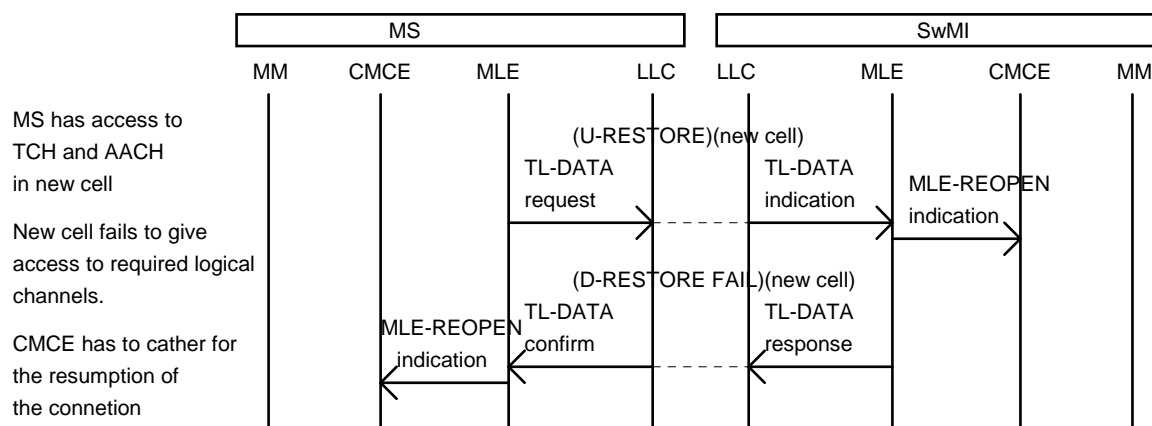 MS
SwMI
MM CMCE MLE LLC LLC MLE CMCE MM
MS has access to
TCH and AACH
in new cell
(U-RESTORE)(new cell)
TL-DATA
request
TL-DATA
indication
MLE-REOPEN
indication
New cell fails to give
access to required logical
channels.
(D-RESTORE FAIL)(new cell)
TL-DATA
response
TL-DATA
confirm
MLE-REOPEN
indication
CMCE has to cather for
the resumption of
the connetion